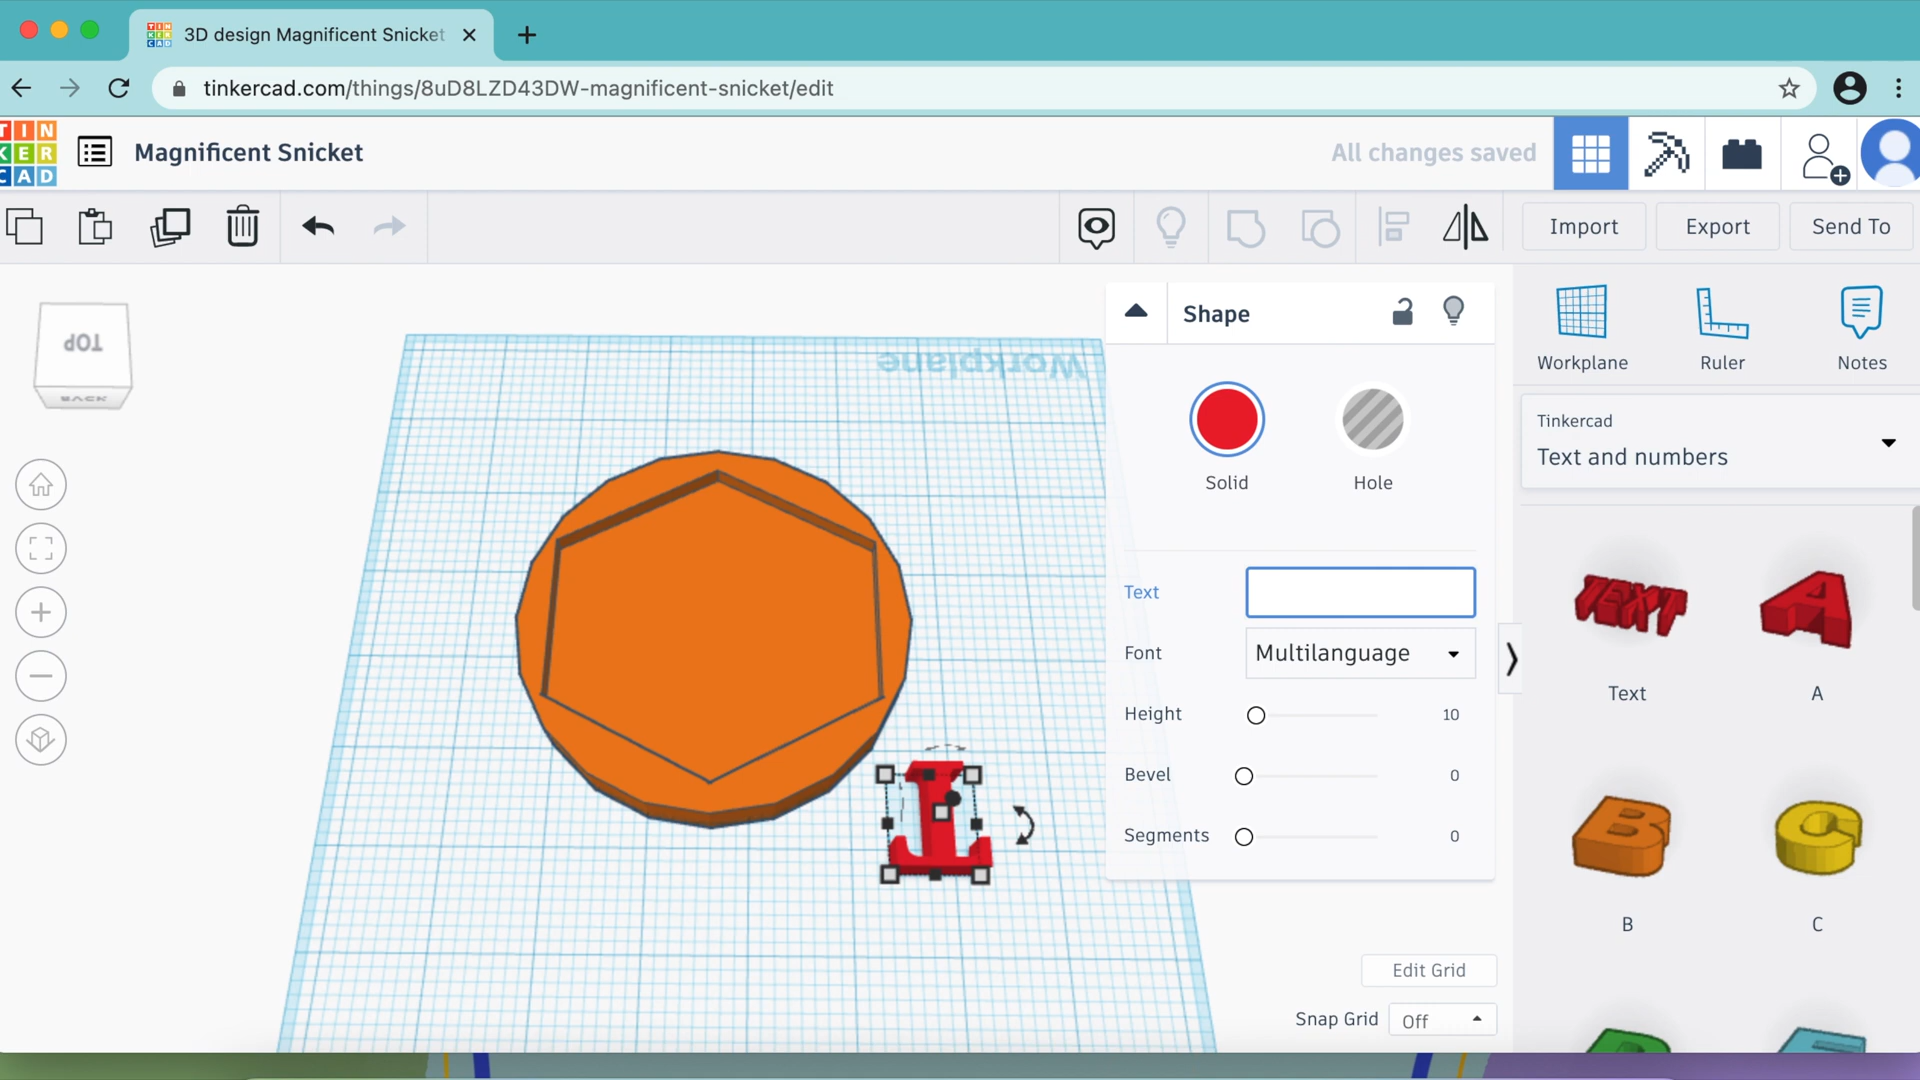 3D design Magnificent Snicket
tinkercad.com/things/8uD8LZD43DW-magnificent-snicket/edit
TIN
KER
CAD
Magnificent Snicket
All changes saved
Import
Export
Send To
TOP
BACK
Workplane
Shape
Solid
Hole
Text
Font
Multilanguage
Height
10
Bevel
0
Segments
0
Workplane
Ruler
Notes
Tinkercad
Text and numbers
TEXT
A
Text
A
B
C
B
C
T
Edit Grid
Snap Grid
Off